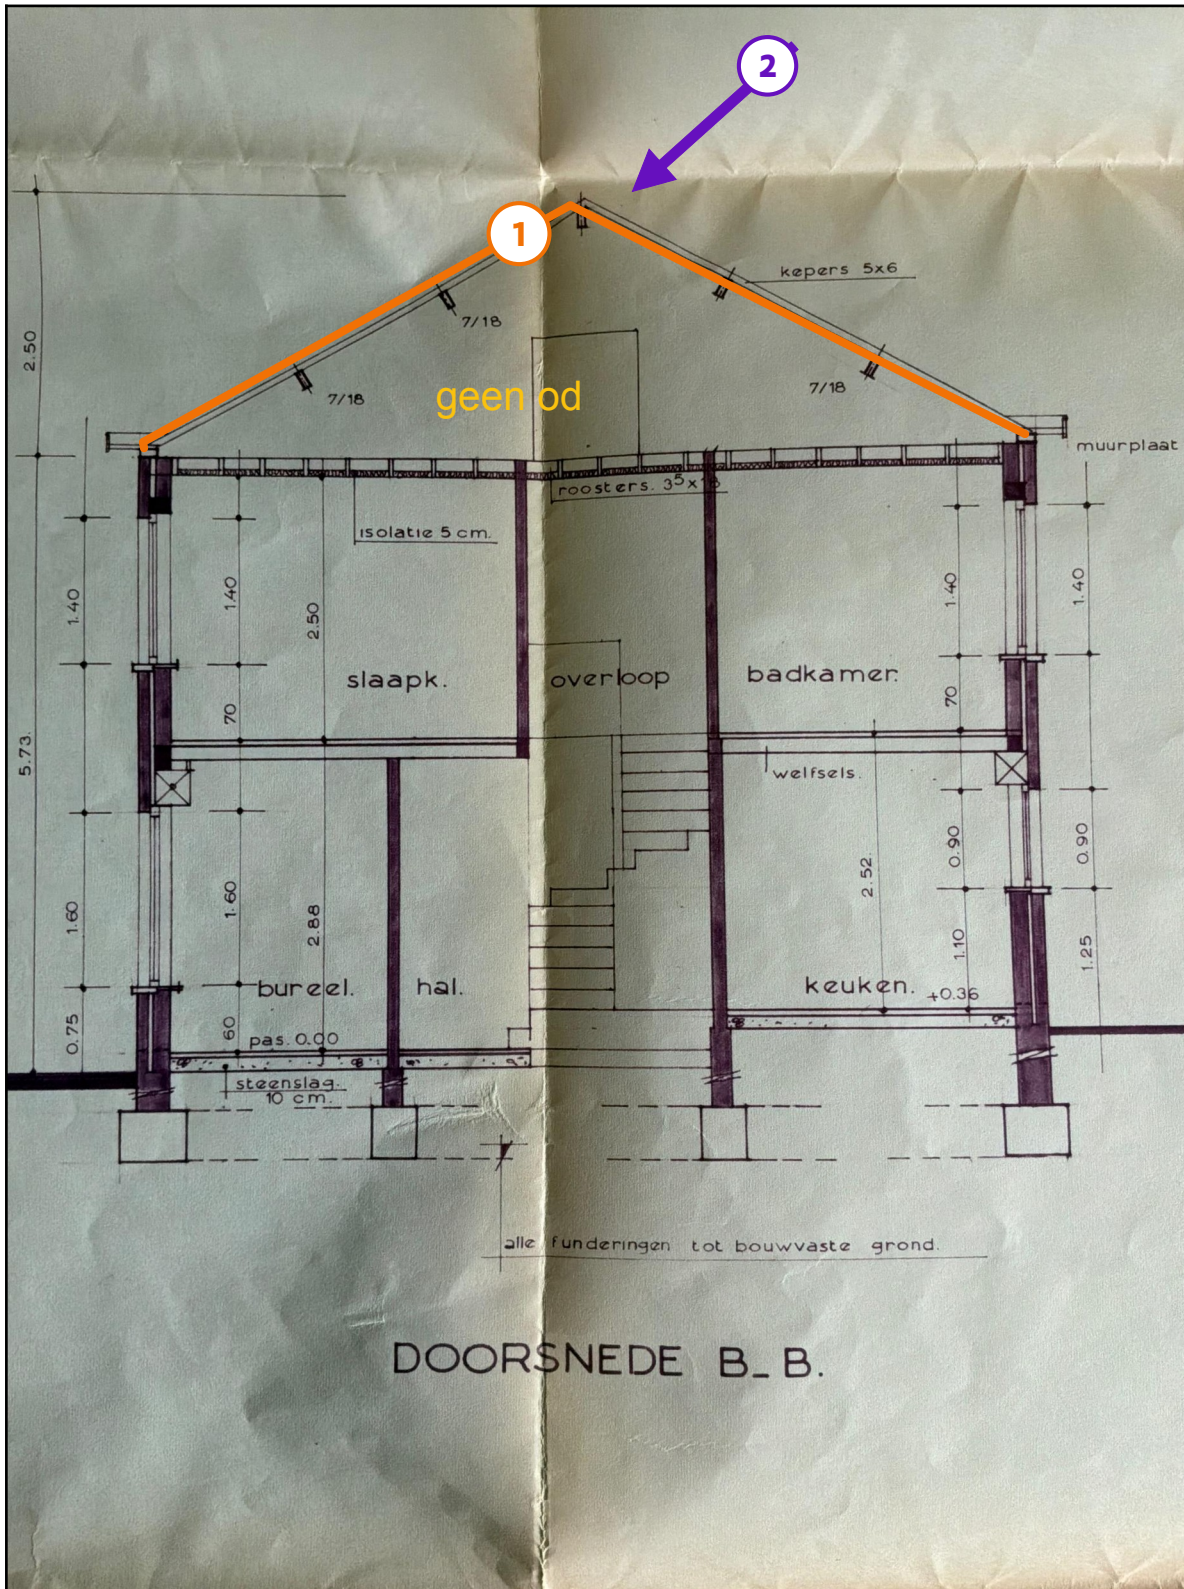 2
1
kepers 5x6
7/18
7/18
7/18
2.50
geen od
muurplaat
roosters. 3⁵x18
isolatie 5 cm.
1.40
1.40
2.50
1.40
1.40
slaapk.
overloop
badkamer.
70
70
5.73.
welfsels.
1.60
1.60
2.88
2.52.
0.90
0.90
1.10
1.25
bureel.
hal.
keuken.
+0.36
0.75
60
pas. 0.00
steenslag.
10 cm.
alle funderingen tot bouwvaste grond.
DOORSNEDE B_B.